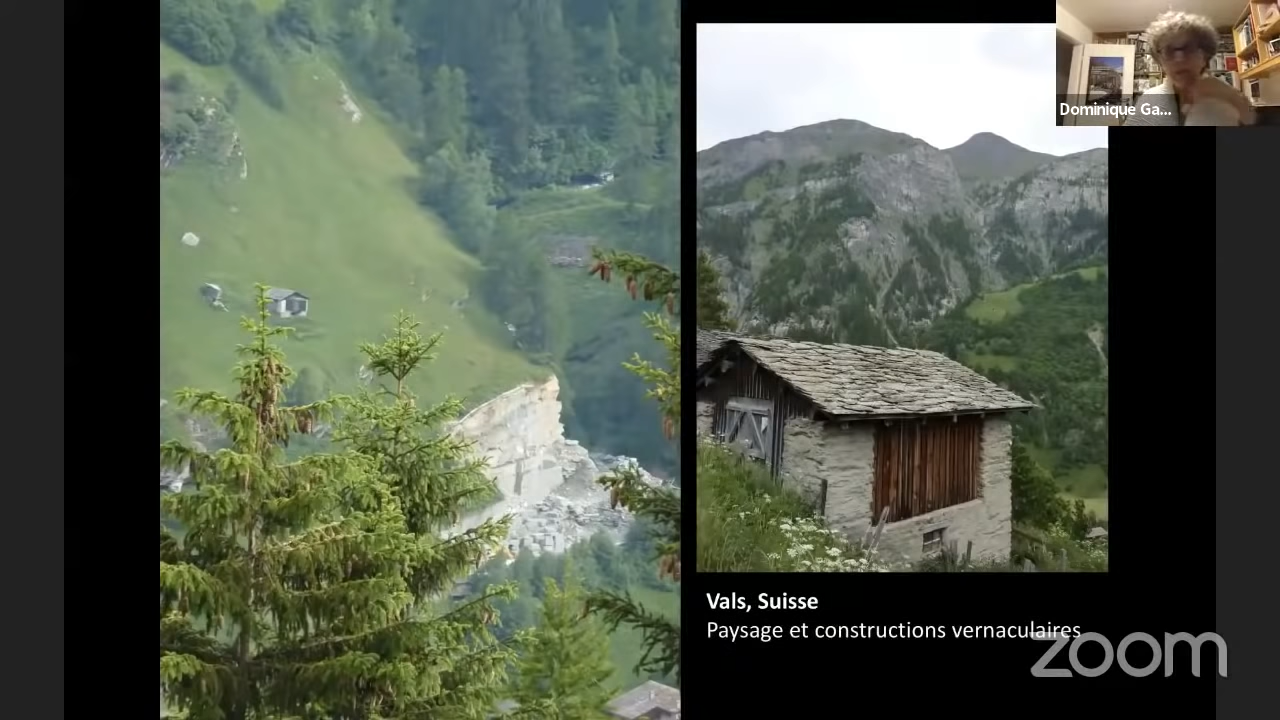 Dominique Ga...
Vals, Suisse
Paysage et constructions vernaculaires
zoom